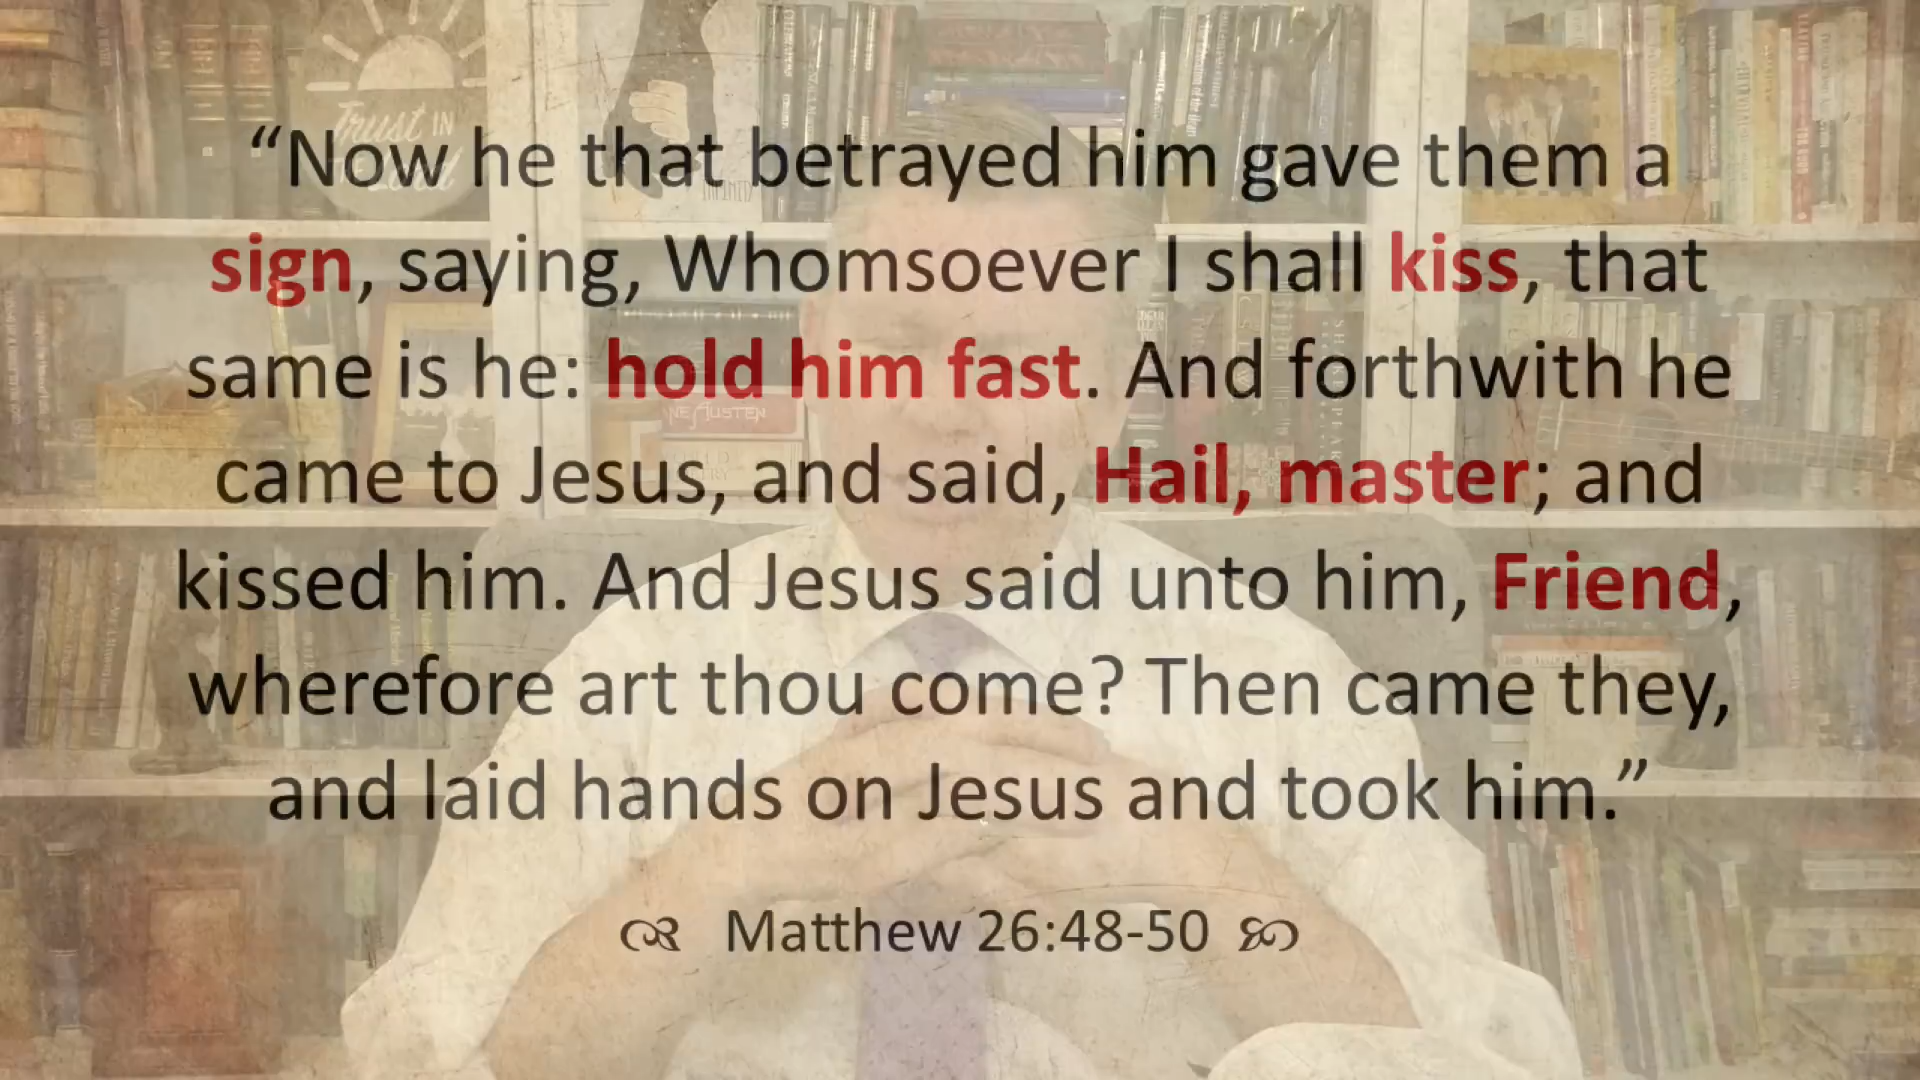 Trust IN
“Now he that betrayed him gave them a
sign, saying, Whomsoever I shall kiss, that
same is he: hold him fast. And forthwith he
came to Jesus, and said, Hail, master; and
kissed him. And Jesus said unto him, Friend,
wherefore art thou come? Then came they,
and laid hands on Jesus and took him.”
Matthew 26:48-50